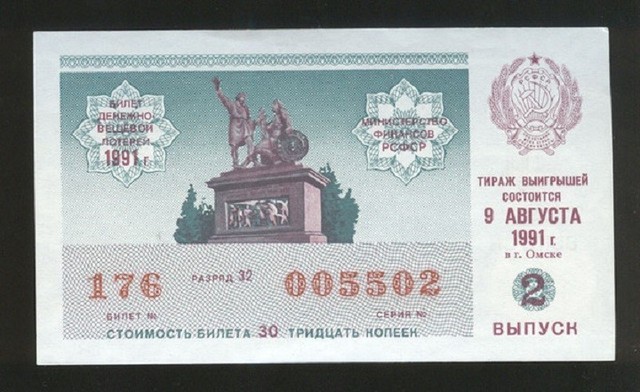 БИЛЕТ
ДЕНЕЖНО-
ВЕЩЕВОЙ
ЛОТЕРЕИ
1991 г.
МИНИСТЕРСТВО
ФИНАНСОВ
РСФСР
ТИРАЖ ВЫИГРЫШЕЙ
СОСТОИТСЯ
9 АВГУСТА
1991 г.
в г. Омске
2
ВЫПУСК
176 РАЗРЯД 32 005502
БИЛЕТ № СЕРИЯ №
СТОИМОСТЬ БИЛЕТА 30 ТРИДЦАТЬ КОПЕЕК